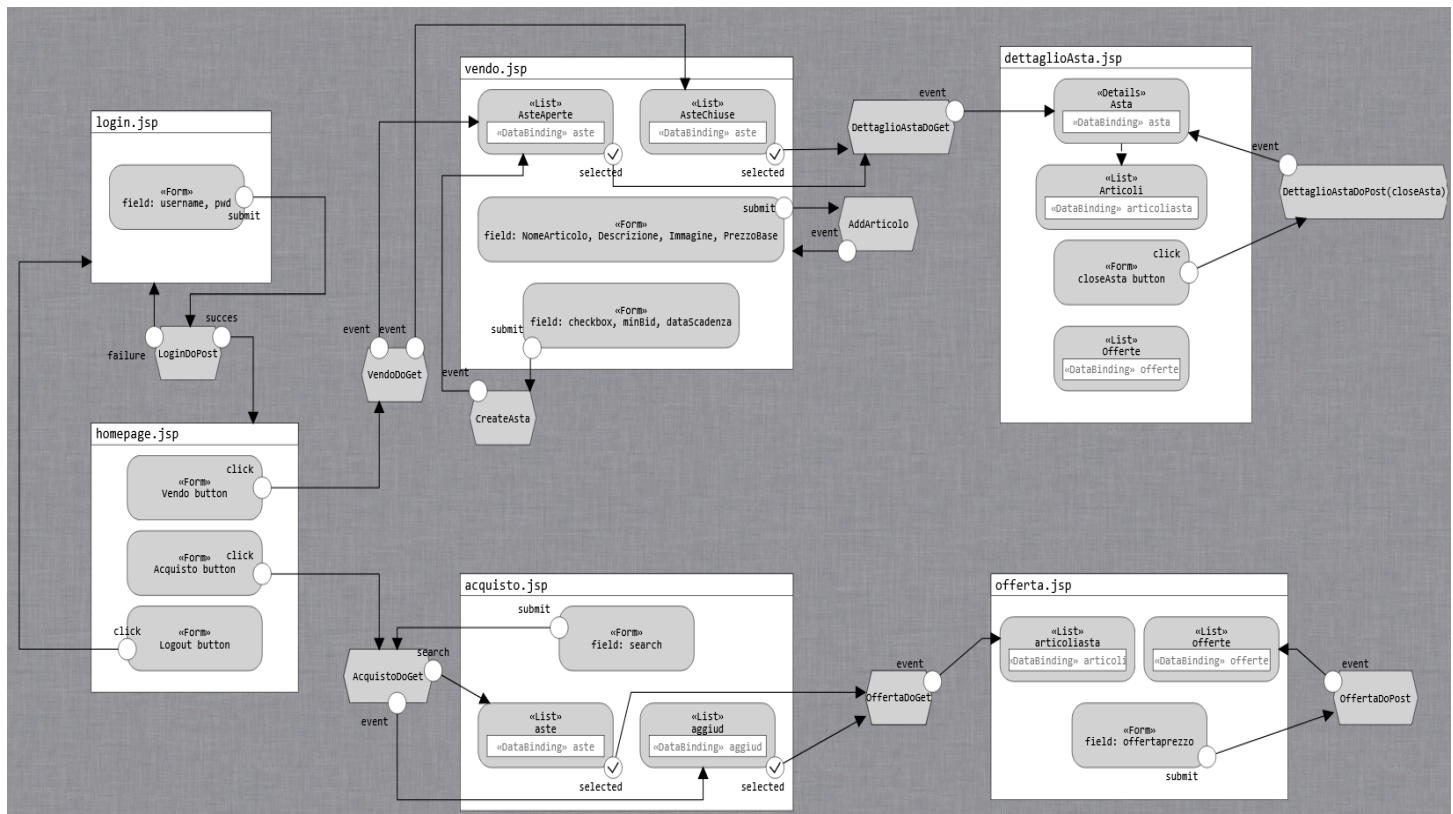 login.jsp
«Form»
field: username, pwd
submit
failure
succes
LoginDoPost
homepage.jsp
«Form»
Vendo button
click
«Form»
Acquisto button
click
«Form»
Logout button
click
event
event
VendoDoGet
vendo.jsp
«List»
AsteAperte
«DataBinding» aste
selected
«List»
AsteChiuse
«DataBinding» aste
selected
«Form»
field: NomeArticolo, Descrizione, Immagine, PrezzoBase
submit
AddArticolo
event
«Form»
field: checkbox, minBid, dataScadenza
submit
event
CreateAsta
event
DettaglioAstaDoGet
dettaglioAsta.jsp
«Details»
Asta
«DataBinding» asta
«List»
Articoli
«DataBinding» articoliasta
«Form»
closeAsta button
click
«List»
Offerte
«DataBinding» offerte
event
DettaglioAstaDoPost(closeAsta)
search
AcquistoDoGet
event
acquisto.jsp
submit
«Form»
field: search
«List»
aste
«DataBinding» aste
selected
«List»
aggiud
«DataBinding» aggiud
selected
event
OffertaDoGet
offerta.jsp
«List»
articoliasta
«DataBinding» articoli
«List»
offerte
«DataBinding» offerte
«Form»
field: offertaprezzo
submit
event
OffertaDoPost